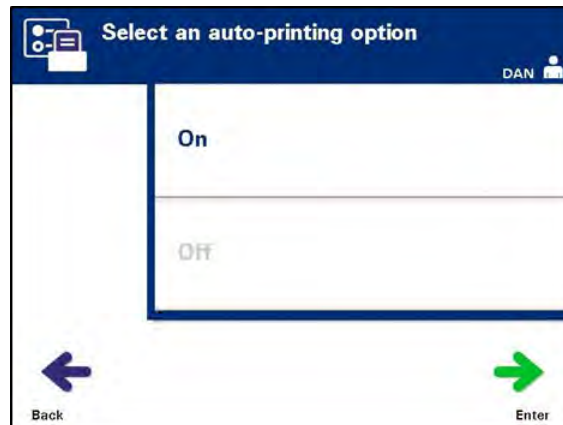 Select an auto-printing option
DAN
On
Off
Back
Enter